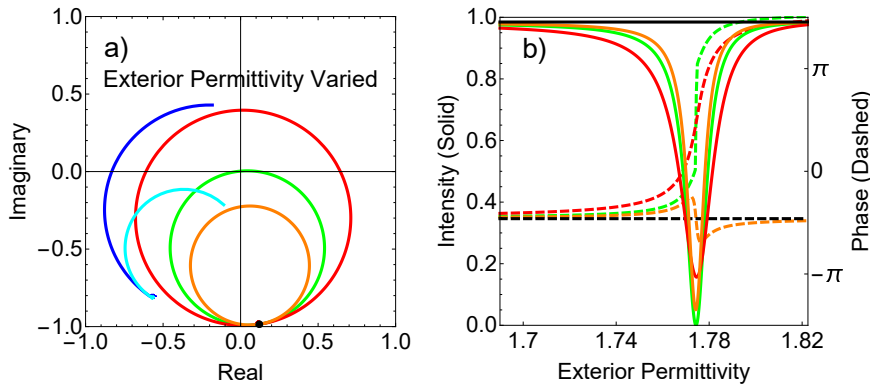 a)
Exterior Permittivity Varied
Imaginary
1.0
0.5
0.0
−0.5
−1.0
−1.0 −0.5 0.0 0.5 1.0
Real
b)
Intensity (Solid)
1.0
0.8
0.6
0.4
0.2
0.0
1.7 1.74 1.78 1.82
Exterior Permittivity
π
0
−π
Phase (Dashed)